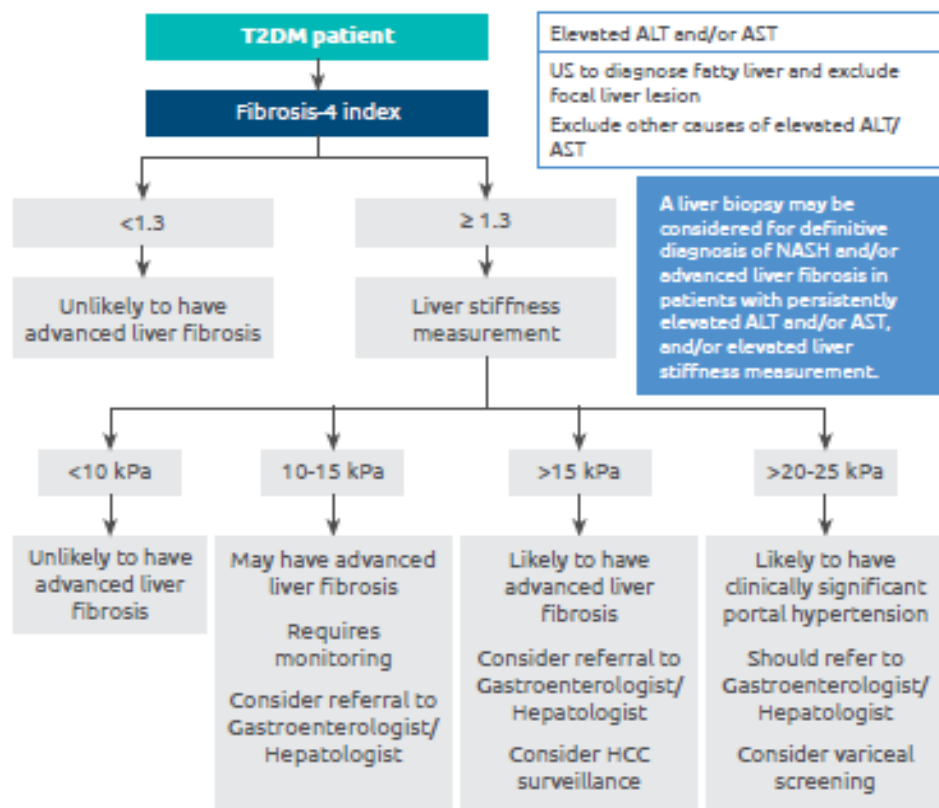 T2DM patient
Fibrosis-4 index
Elevated ALT and/or AST
US to diagnose fatty liver and exclude
focal liver lesion
Exclude other causes of elevated ALT/
AST
<1.3
≥ 1.3
Unlikely to have
advanced liver fibrosis
Liver stiffness
measurement
A liver biopsy may be
considered for definitive
diagnosis of NASH and/or
advanced liver fibrosis in
patients with persistently
elevated ALT and/or AST,
and/or elevated liver
stiffness measurement.
<10 kPa
10-15 kPa
>15 kPa
>20-25 kPa
Unlikely to have
advanced liver
fibrosis
May have advanced
liver fibrosis
Requires
monitoring
Consider referral to
Gastroenterologist/
Hepatologist
Likely to have
advanced liver
fibrosis
Consider referral to
Gastroenterologist/
Hepatologist
Consider HCC
surveillance
Likely to have
clinically significant
portal hypertension
Should refer to
Gastroenterologist/
Hepatologist
Consider variceal
screening